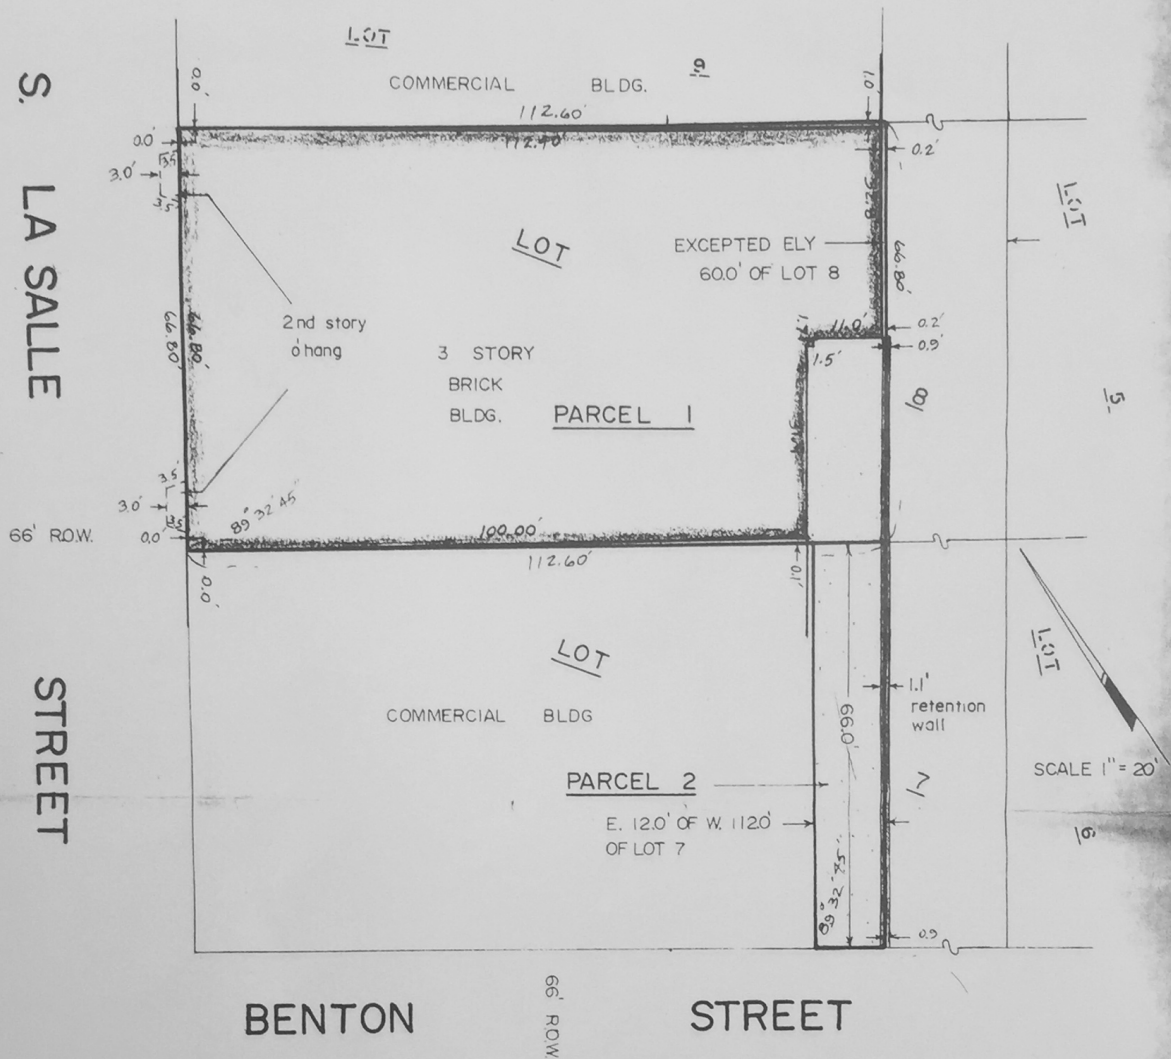 LOT
COMMERCIAL BLDG.
9
112.60'
112.40'
0.0'
1.0'
0.0'
0.2'
3.5'
3.0'
S. LA SALLE STREET
LOT
LOT
EXCEPTED ELY
60.0' OF LOT 8
66.80'
66.80'
66.80'
2nd story
o'hang
11.0'
0.2'
0.9'
1.5'
3 STORY
BRICK
BLDG.
PARCEL 1
8
5
3.5'
3.0'
89° 32' 45"
66' R.O.W.
0.0'
100.00'
112.60'
0.0'
0.1'
LOT
LOT
COMMERCIAL BLDG
66.0'
1.1'
retention
wall
SCALE 1" = 20'
PARCEL 2
7
E. 12.0' OF W. 112.0'
OF LOT 7
6
0.9
66' R.O.W.
BENTON STREET